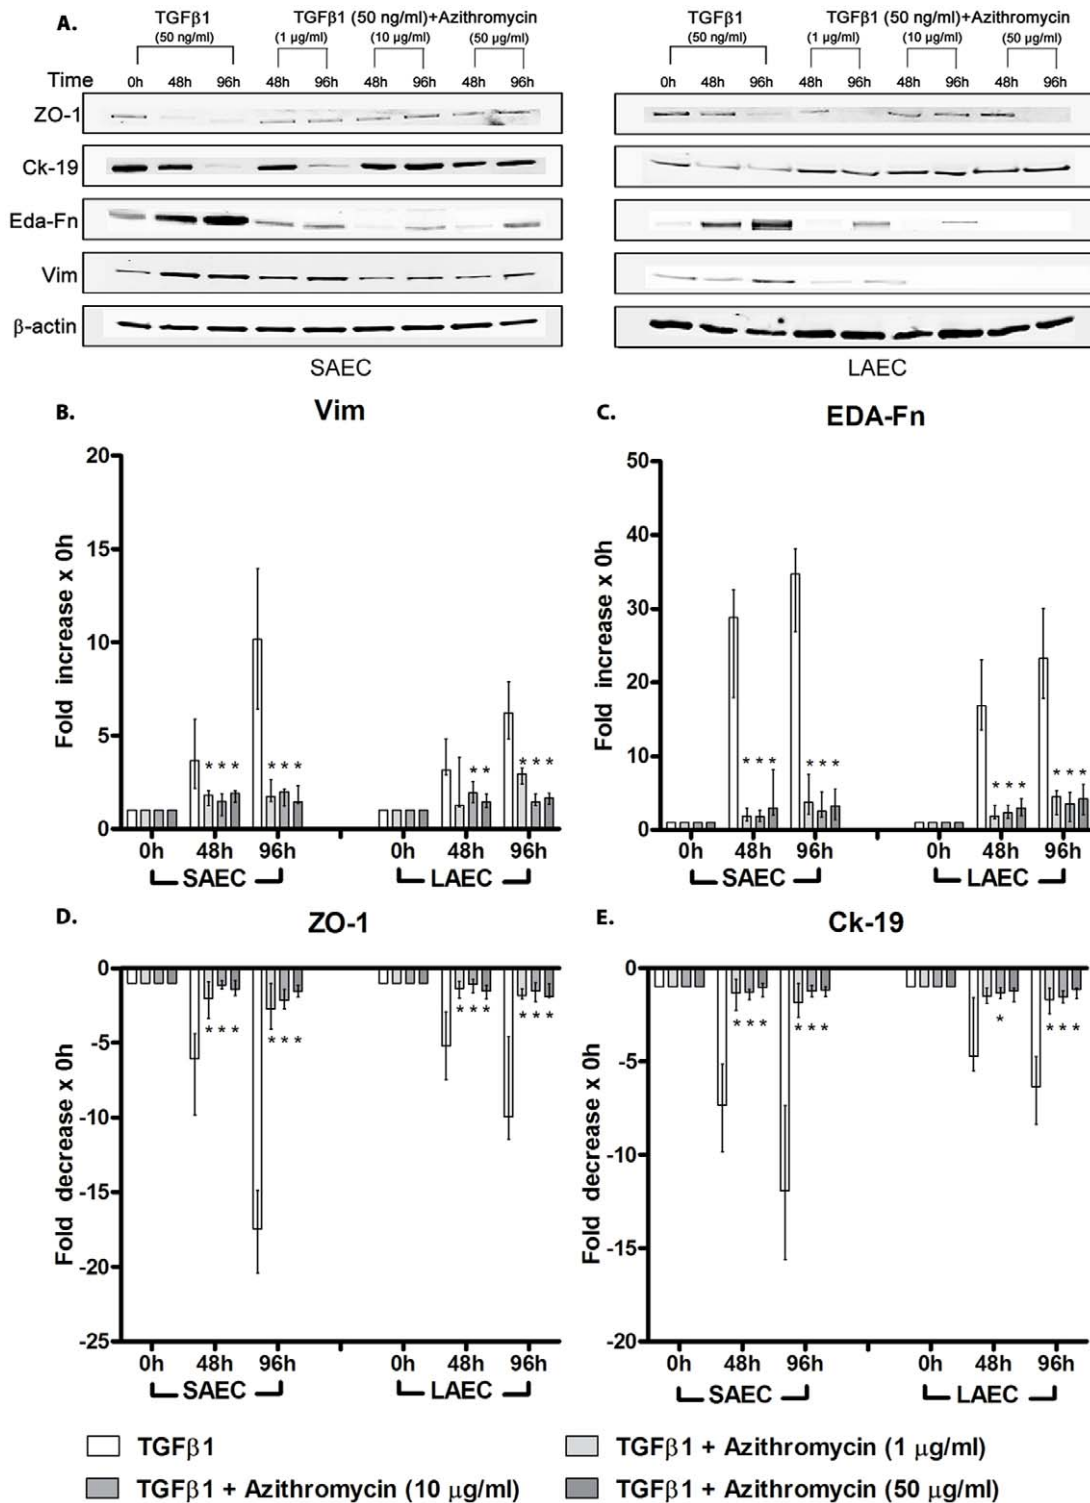 A.
TGFβ1 TGFβ1 (50 ng/ml)+Azithromycin TGFβ1 TGFβ1 (50 ng/ml)+Azithromycin
(50 ng/ml) (1 μg/ml) (10 μg/ml) (50 μg/ml) (50 ng/ml) (1 μg/ml) (10 μg/ml) (50 μg/ml)
Time 0h 48h 96h 48h 96h 48h 96h 48h 96h 0h 48h 96h 48h 96h 48h 96h 48h 96h
ZO-1
Ck-19
Eda-Fn
Vim
β-actin
SAEC LAEC
B. Vim
Fold increase x 0h
20
15
10
5
0
* * * * * * * * * * *
0h 48h 96h 0h 48h 96h
SAEC LAEC
C. EDA-Fn
Fold increase x 0h
50
40
30
20
10
0
* * * * * * * * * * * *
0h 48h 96h 0h 48h 96h
SAEC LAEC
D. ZO-1
Fold decrease x 0h
0
-5
-10
-15
-20
-25
* * * * * * * * * * * *
0h 48h 96h 0h 48h 96h
SAEC LAEC
E. Ck-19
Fold decrease x 0h
0
-5
-10
-15
-20
* * * * * * * * * *
0h 48h 96h 0h 48h 96h
SAEC LAEC
TGFβ1 TGFβ1 + Azithromycin (1 μg/ml)
TGFβ1 + Azithromycin (10 μg/ml) TGFβ1 + Azithromycin (50 μg/ml)